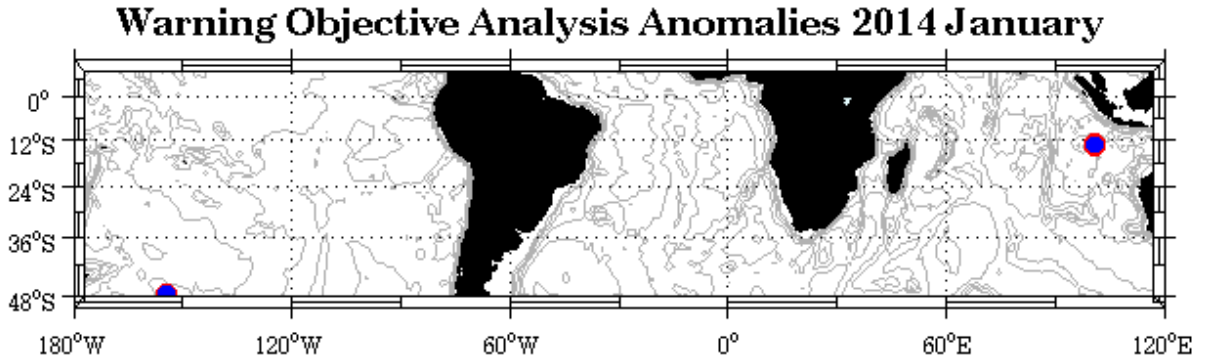 Warning Objective Analysis Anomalies 2014 January
0°
12°S
24°S
36°S
48°S
180°W 120°W 60°W 0° 60°E 120°E